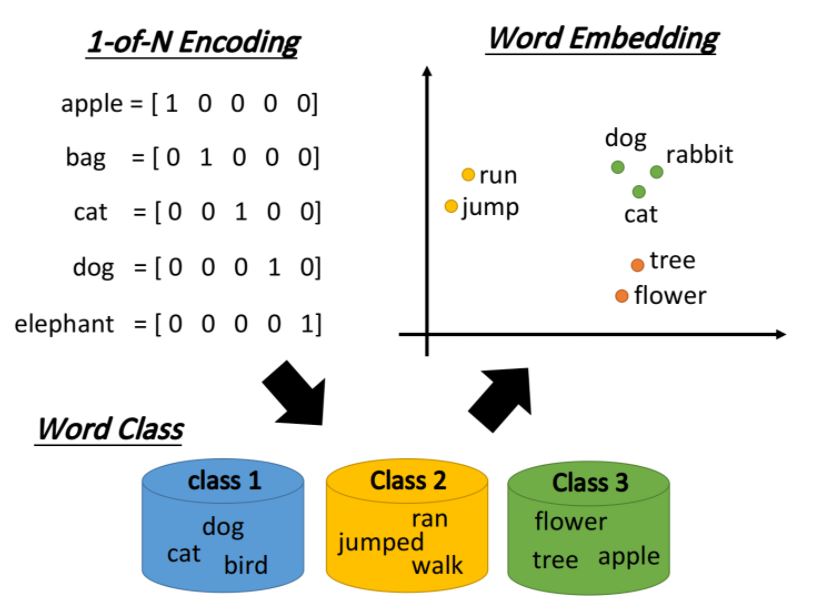 1-of-N Encoding
apple = [ 1 0 0 0 0]
bag = [ 0 1 0 0 0]
cat = [ 0 0 1 0 0]
dog = [ 0 0 0 1 0]
elephant = [ 0 0 0 0 1]
Word Embedding
dog
rabbit
run
jump
cat
tree
flower
Word Class
class 1
dog
cat
bird
Class 2
ran
jumped
walk
Class 3
flower
tree apple